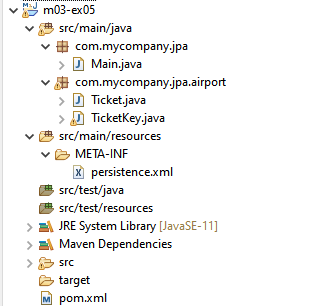 m03-ex05
src/main/java
com.mycompany.jpa
Main.java
com.mycompany.jpa.airport
Ticket.java
TicketKey.java
src/main/resources
META-INF
persistence.xml
src/test/java
src/test/resources
JRE System Library [JavaSE-11]
Maven Dependencies
src
target
pom.xml